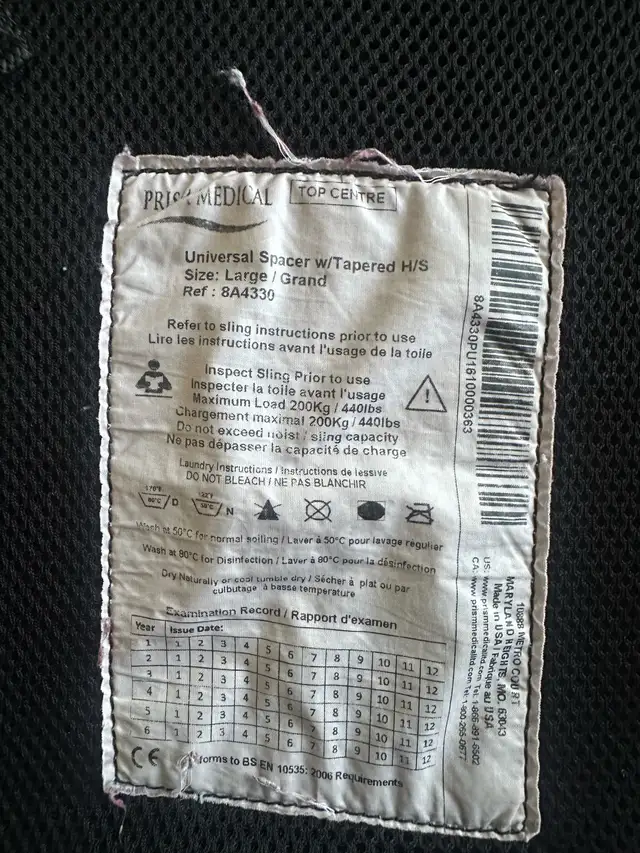 PRISM MEDICAL
TOP CENTRE
Universal Spacer w/Tapered H/S
Size: Large / Grand
Ref : 8A4330
Refer to sling instructions prior to use
Lire les instructions avant l'usage de la toile
Inspect Sling Prior to use
Inspecter la toile avant l'usage
Maximum Load 200Kg / 440lbs
Chargement maximal 200Kg / 440lbs
Do not exceed hoist / sling capacity
Ne pas dépasser la capacité de charge
Laundry Instructions / Instructions de lessive
DO NOT BLEACH / NE PAS BLANCHIR
D
N
Wash at 50°C for normal soiling / Laver à 50°C pour lavage régulier
Wash at 80°C for Disinfection / Laver à 80°C pour la désinfection
Dry Naturally or cool tumble dry / Sécher à plat ou par
culbutage à basse température
Examination Record / Rapport d'examen
Year Issue Date:
1 1 2 3 4 5 6 7 8 9 10 11 12
2 1 2 3 4 5 6 7 8 9 10 11 12
3 1 2 3 4 5 6 7 8 9 10 11 12
4 1 2 3 4 5 6 7 8 9 10 11 12
5 1 2 3 4 5 6 7 8 9 10 11 12
6 1 2 3 4 5 6 7 8 9 10 11 12
CE forms to BS EN 10535: 2006 Requirements
8A4330PU1610000363
10888 METRO COURT
MARYLAND HEIGHTS, MO, 63043
Made in USA / Fabrique au USA
US: www.prismmedicalltd.com Tel:
CA: www.prismmedicalltd.com Tel: